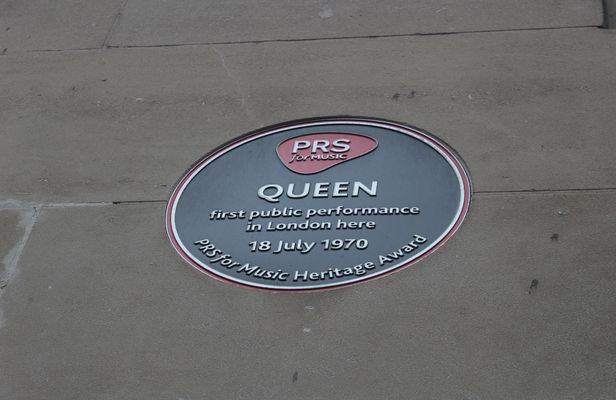 PRS
for MUSIC
QUEEN
first public performance
in London here
18 July 1970
PRS for Music Heritage Award